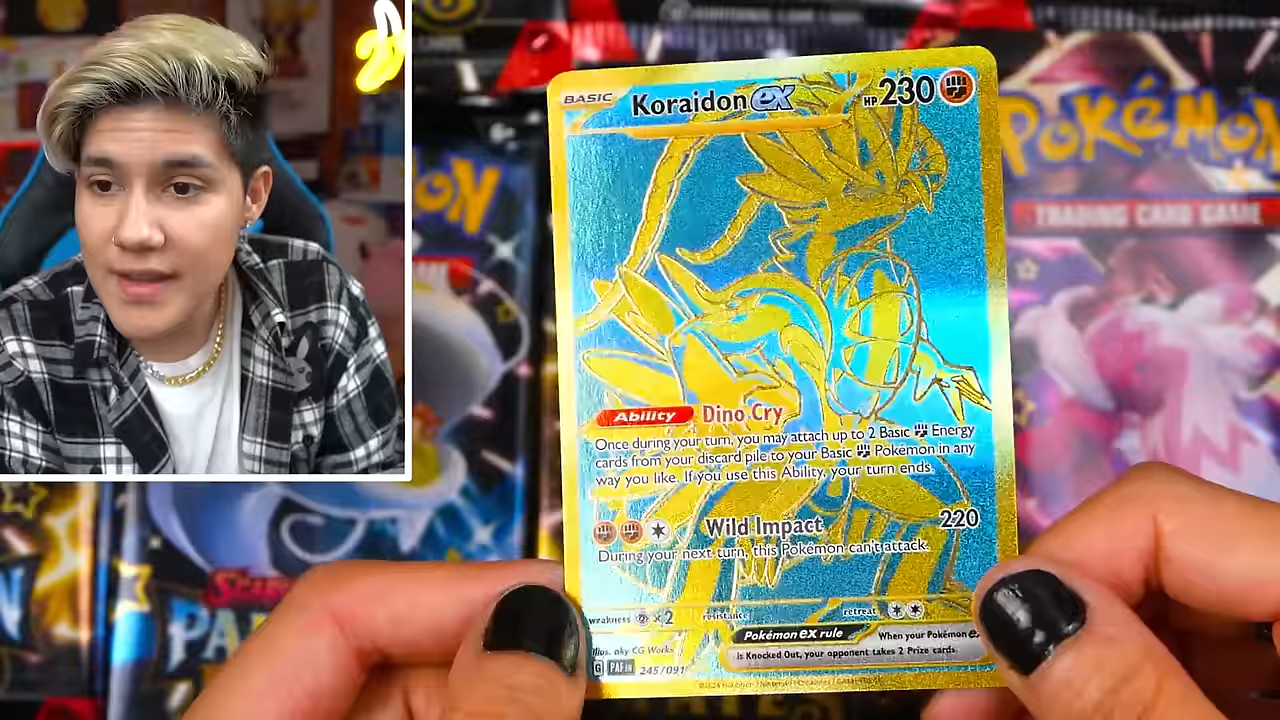 BASIC
Koraidon ex
HP 230
POKéMON
TRADING CARD GAME
Ability Dino Cry
Once during your turn, you may attach up to 2 Basic Energy
cards from your discard pile to your Basic Pokémon in any
way you like. If you use this Ability, your turn ends.
Wild Impact 220
During your next turn, this Pokémon can't attack.
weakness ×2 resistance retreat
Pokémon ex rule When your Pokémon ex
is Knocked Out, your opponent takes 2 Prize cards.
Illus. aky CG Works
G PAF EN 245/091